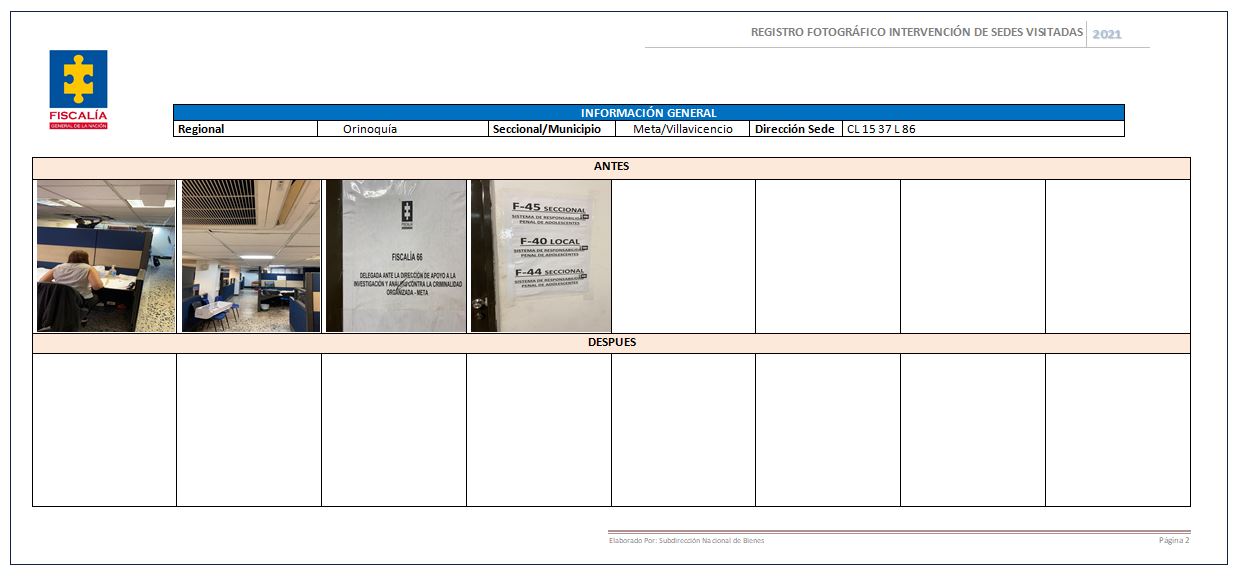 REGISTRO FOTOGRÁFICO INTERVENCIÓN DE SEDES VISITADAS 2021
FISCALÍA
GENERAL DE LA NACIÓN
INFORMACIÓN GENERAL
Regional Orinoquía Seccional/Municipio Meta/Villavicencio Dirección Sede CL 15 37 L 86
ANTES
FISCALÍA 66
DELEGADA ANTE LA DIRECCIÓN DE APOYO A LA
INVESTIGACIÓN Y ANÁLISIS CONTRA LA CRIMINALIDAD
ORGANIZADA - META
F-45 SECCIONAL
SISTEMA DE RESPONSABILIDAD
PENAL DE ADOLESCENTES
F-40 LOCAL
SISTEMA DE RESPONSABILIDAD
PENAL DE ADOLESCENTES
F-44 SECCIONAL
SISTEMA DE RESPONSABILIDAD
PENAL DE ADOLESCENTES
DESPUES
Elaborado Por: Subdirección Nacional de Bienes Página 2